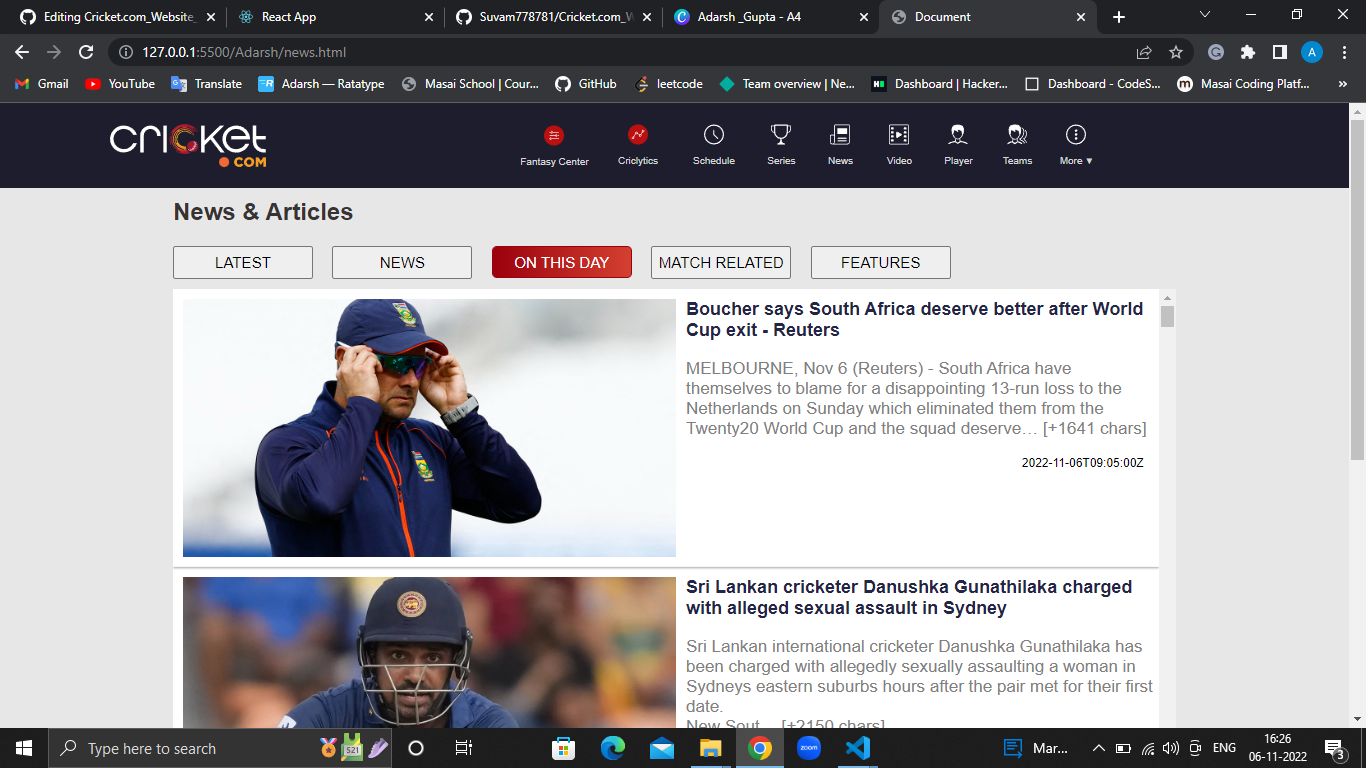 Editing Cricket.com_Website_
React App
Suvam778781/Cricket.com_W
Adarsh _Gupta - A4
Document
127.0.0.1:5500/Adarsh/news.html
A
Gmail
YouTube
Translate
Adarsh — Ratatype
Masai School | Cour...
GitHub
leetcode
Team overview | Ne...
Dashboard | Hacker...
Dashboard - CodeS...
Masai Coding Platf...
»
cricket
.COM
Fantasy Center
Criclytics
Schedule
Series
News
Video
Player
Teams
More ▼
News & Articles
LATEST
NEWS
ON THIS DAY
MATCH RELATED
FEATURES
Boucher says South Africa deserve better after World
Cup exit - Reuters
MELBOURNE, Nov 6 (Reuters) - South Africa have
themselves to blame for a disappointing 13-run loss to the
Netherlands on Sunday which eliminated them from the
Twenty20 World Cup and the squad deserve… [+1641 chars]
2022-11-06T09:05:00Z
Sri Lankan cricketer Danushka Gunathilaka charged
with alleged sexual assault in Sydney
Sri Lankan international cricketer Danushka Gunathilaka has
been charged with allegedly sexually assaulting a woman in
Sydneys eastern suburbs hours after the pair met for their first
date.
New Sout… [+2150 chars]
Type here to search
521
zoom
Mar...
ENG
16:26
06-11-2022
3